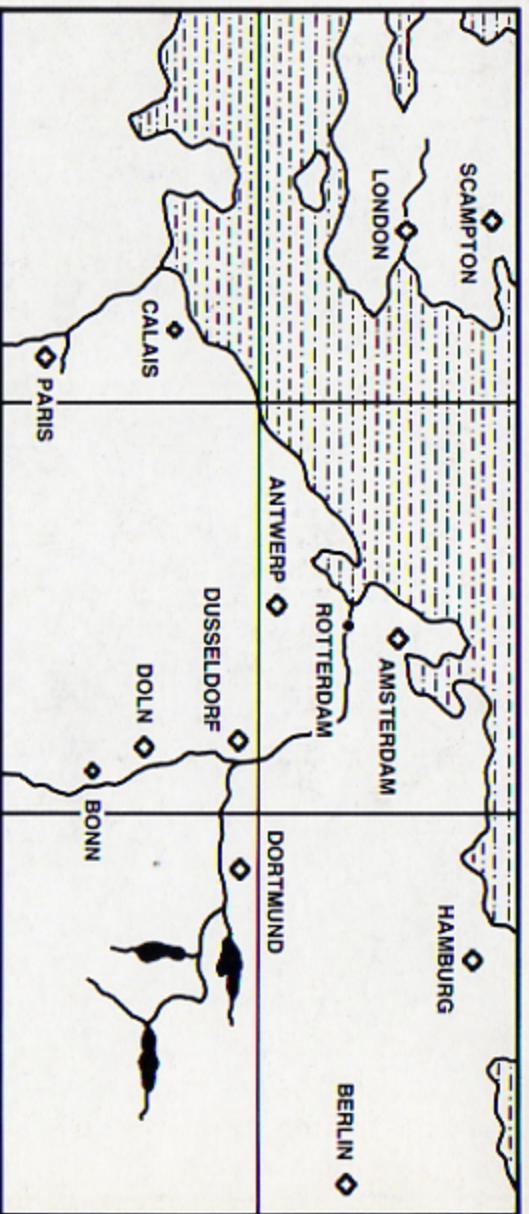 SCAMPTON
HAMBURG
LONDON
AMSTERDAM
BERLIN
ROTTERDAM
ANTWERP
DORTMUND
DUSSELDORF
CALAIS
DOLN
BONN
PARIS